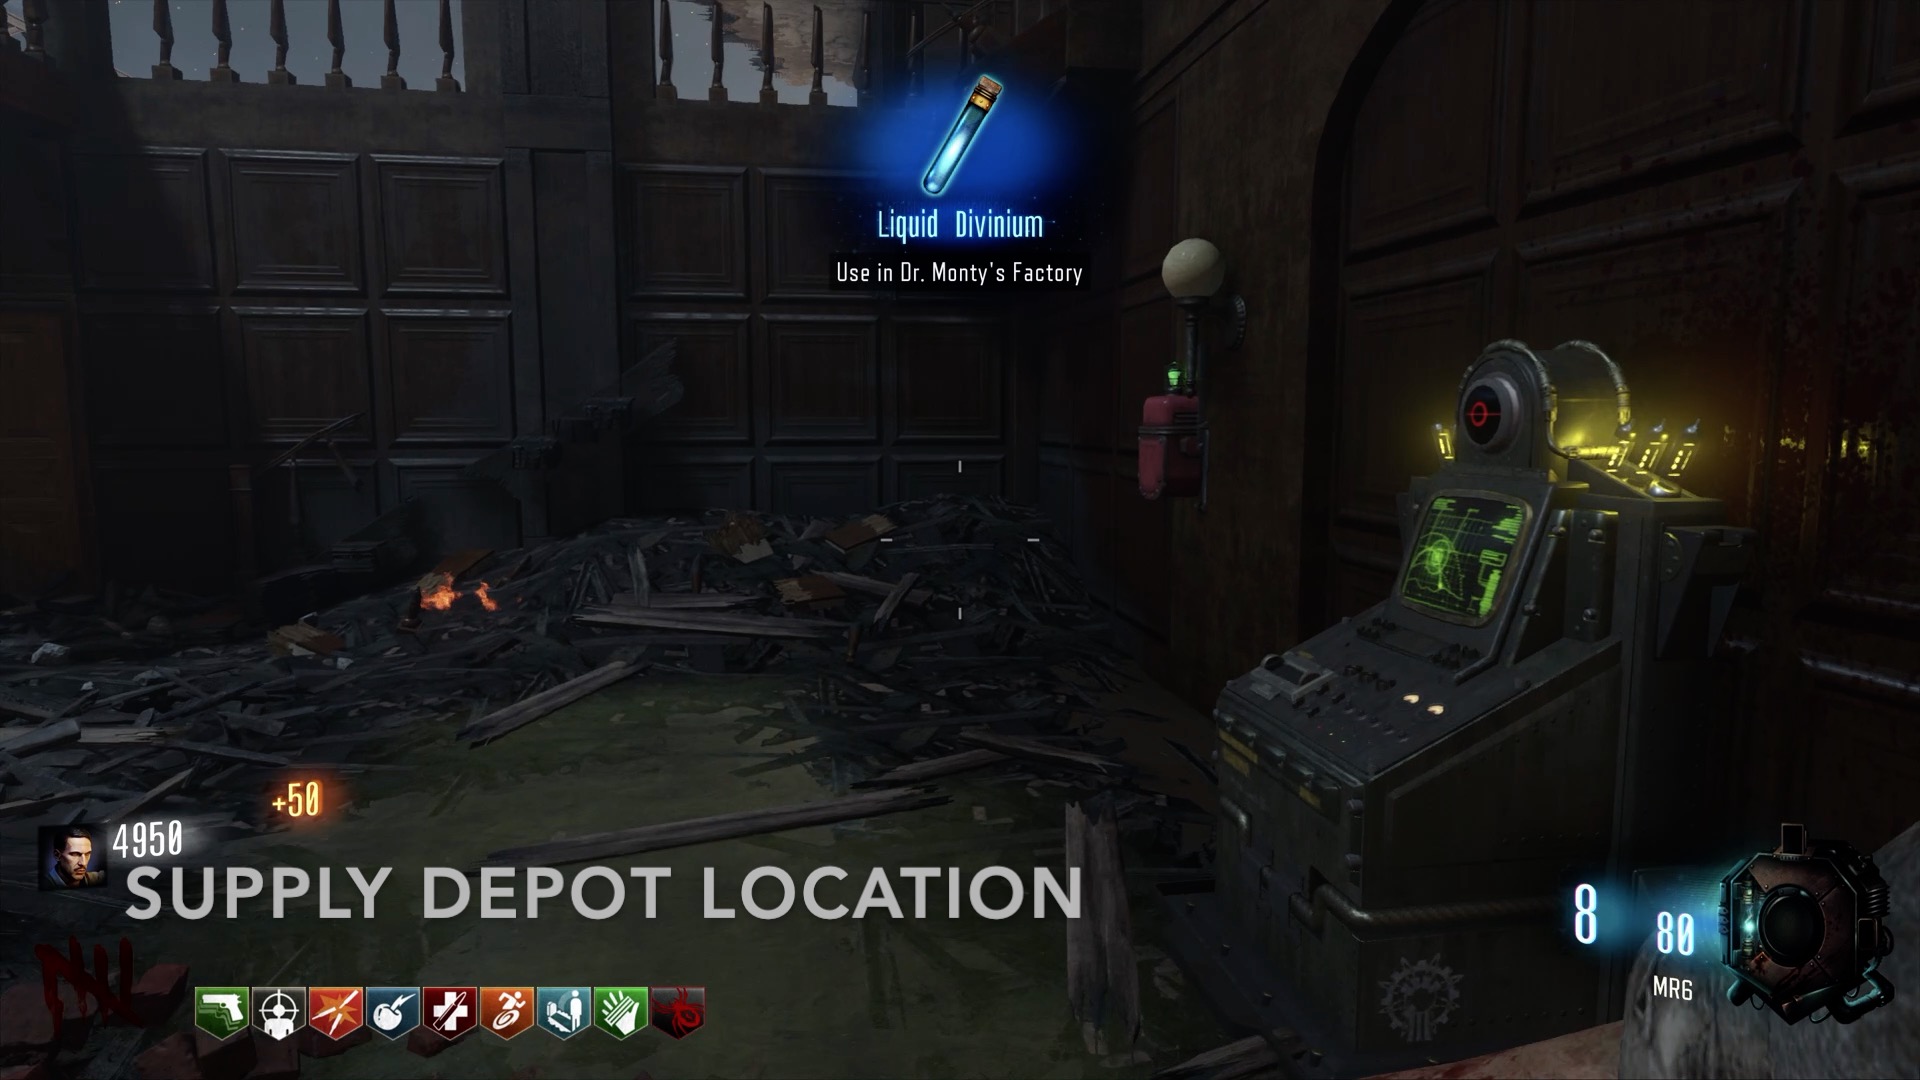 Liquid Divinium
Use in Dr. Monty's Factory
+50
4950
SUPPLY DEPOT LOCATION
8
80
MR6